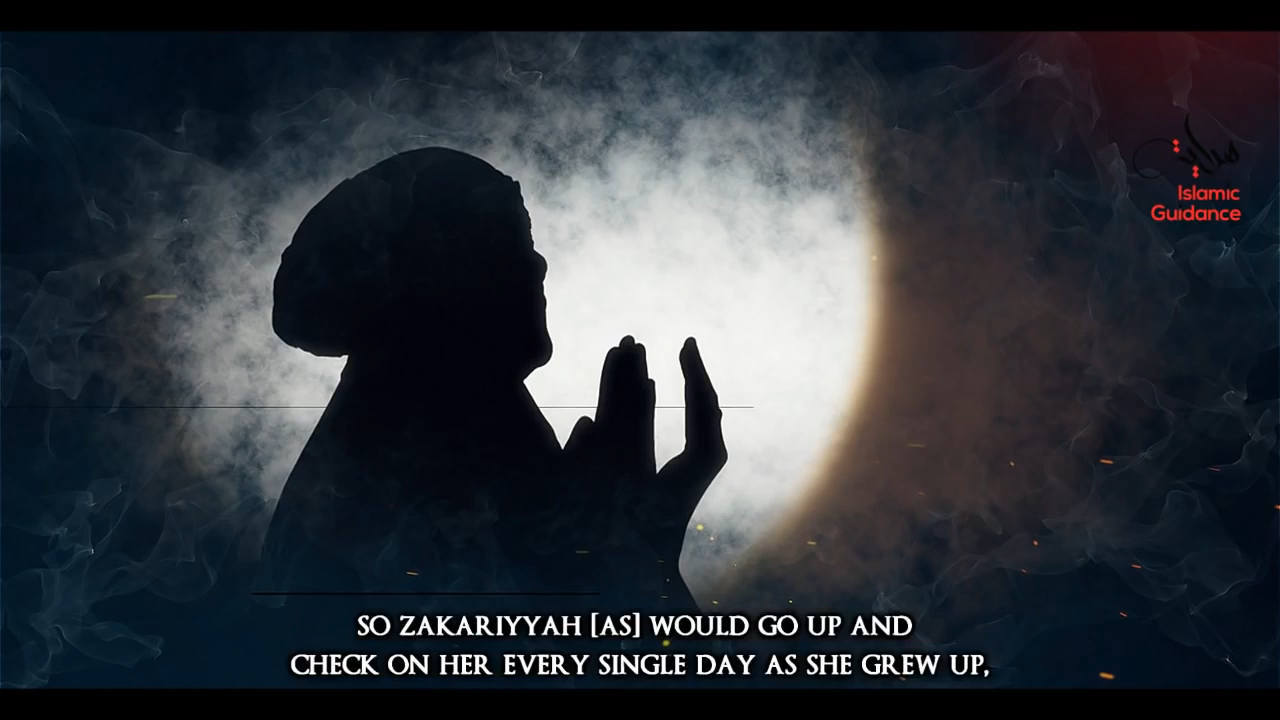 هداية
Islamic
Guidance
SO ZAKARIYYAH [AS] WOULD GO UP AND
CHECK ON HER EVERY SINGLE DAY AS SHE GREW UP,